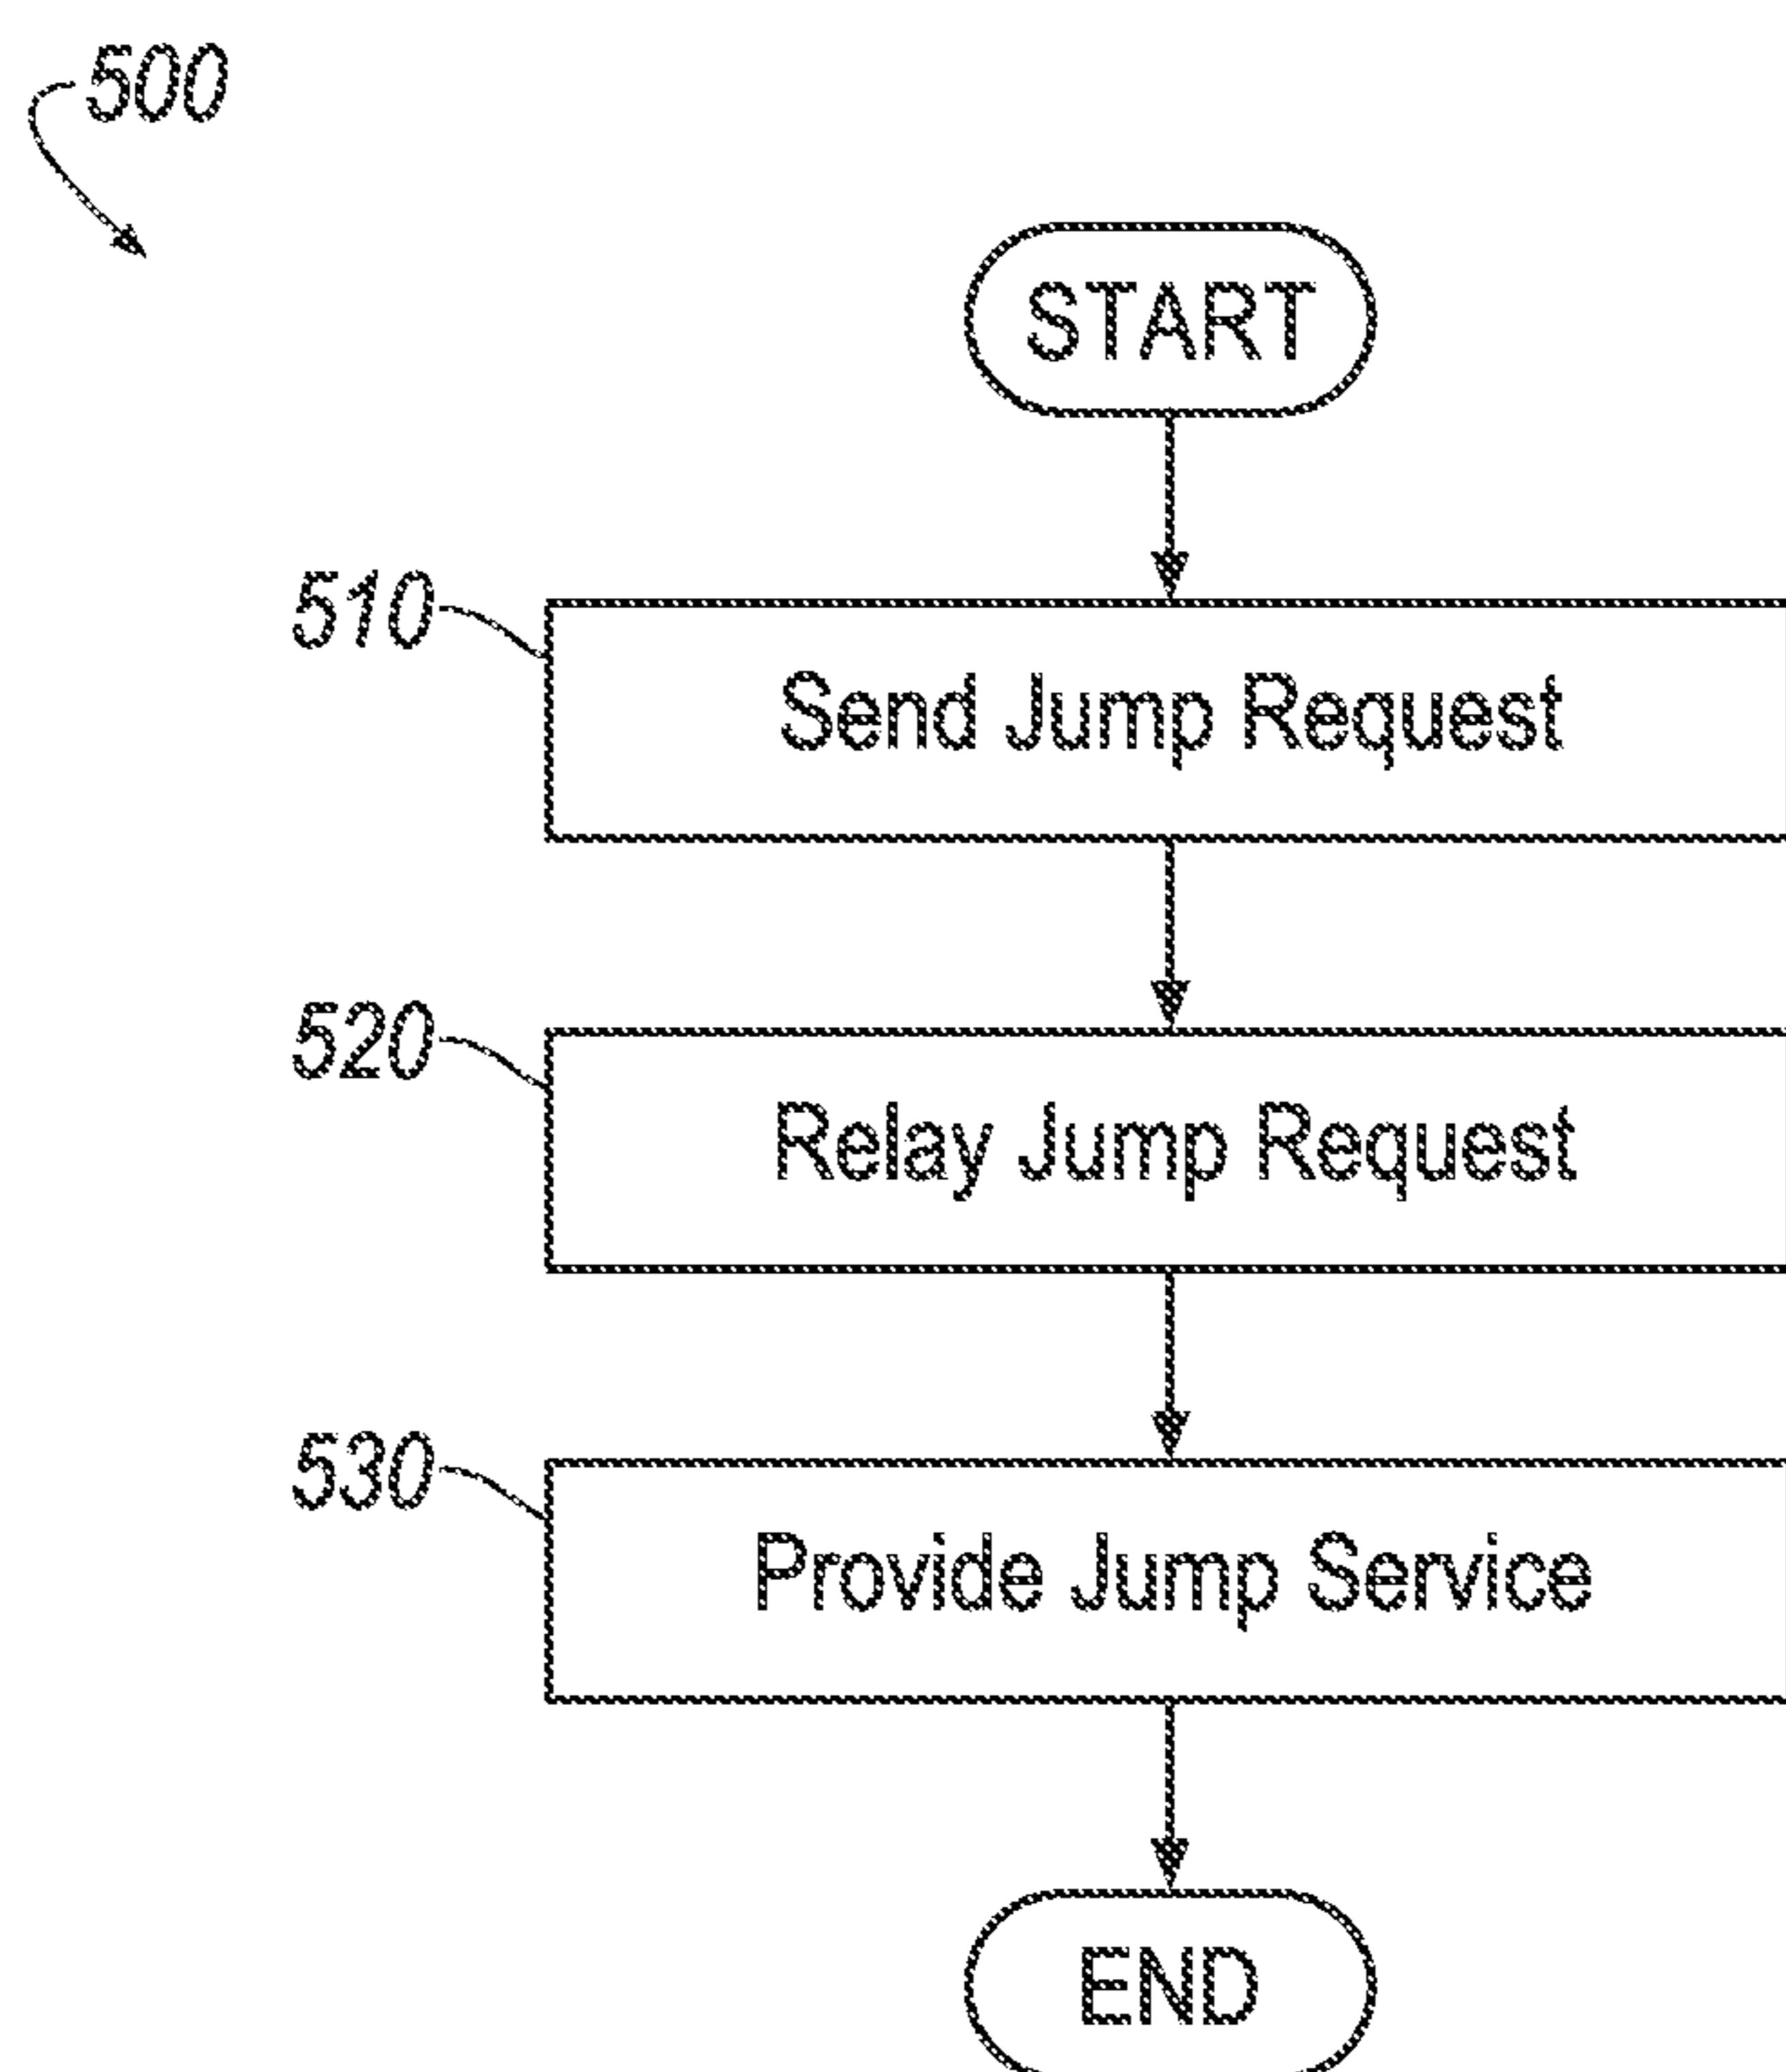 500
START
510
Send Jump Request
520
Relay Jump Request
530
Provide Jump Service
END